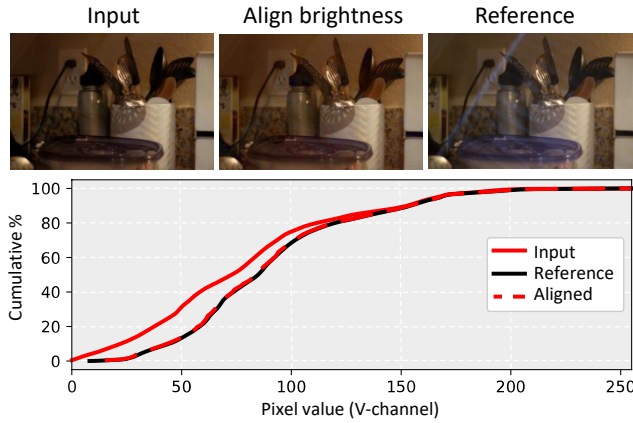 Input Align brightness Reference
100
80
60
40
20
0
Cumulative %
Input
Reference
Aligned
0 50 100 150 200 250
Pixel value (V-channel)